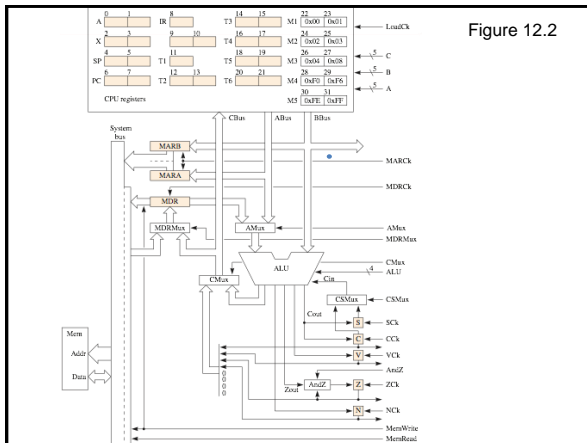 Figure 12.2
0 1 8 14 15 22 23
A IR T3 M1 0x00 0x01
LoadCk
2 3 9 10 16 17 24 25
X T4 M2 0x02 0x03
4 5 11 18 19 26 27
SP T1 T5 M3 0x04 0x08
5 C
6 7 12 13 20 21 28 29
PC T2 T6 M4 0xF0 0xF6
5 B
30 31
M5 0xFE 0xFF
5 A
CPU registers
CBus ABus BBus
System
bus
MARB
MARCk
MARA
MDRCk
MDR
AMux
MDRMux AMux
MDRMux
ALU CMux
4 ALU
CMux Cin
CSMux CSMux
Cout
S SCk
C CCk
Mem V VCk
Addr AndZ
Data Zout AndZ Z ZCk
0
0
0
0
N NCk
MemWrite
MemRead